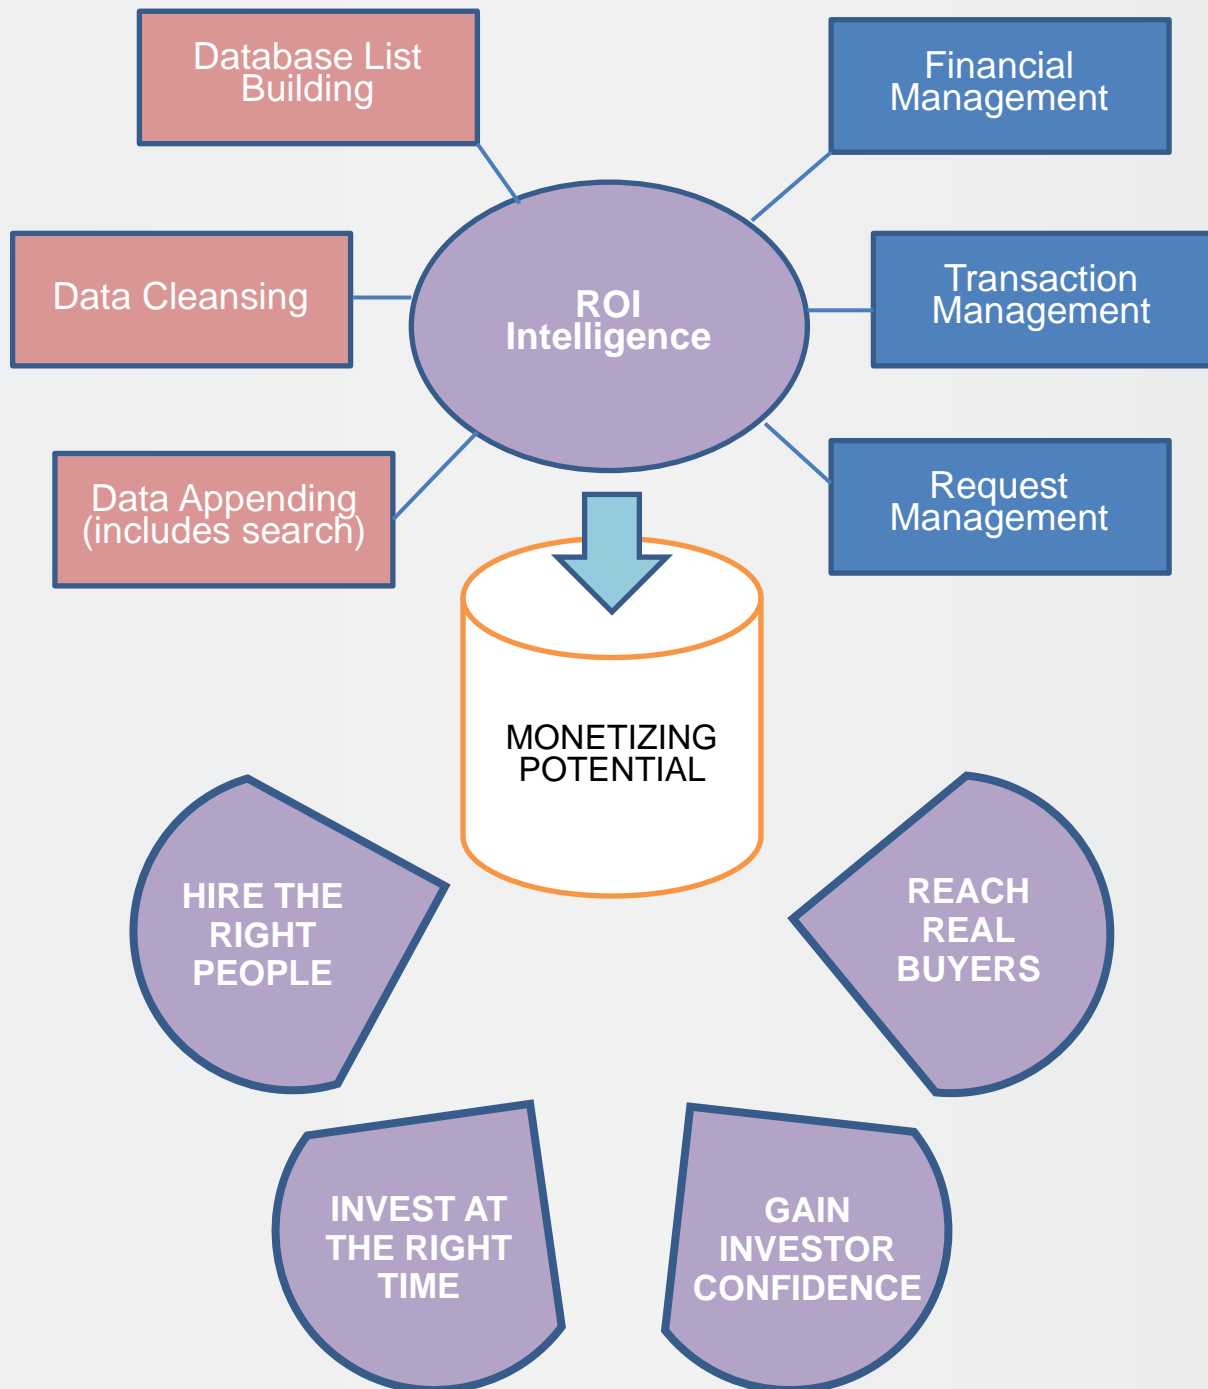 Database List
Building
Financial
Management
Data Cleansing
ROI
Intelligence
Transaction
Management
Data Appending
(includes search)
Request
Management
MONETIZING
POTENTIAL
HIRE THE
RIGHT
PEOPLE
REACH
REAL
BUYERS
INVEST AT
THE RIGHT
TIME
GAIN
INVESTOR
CONFIDENCE